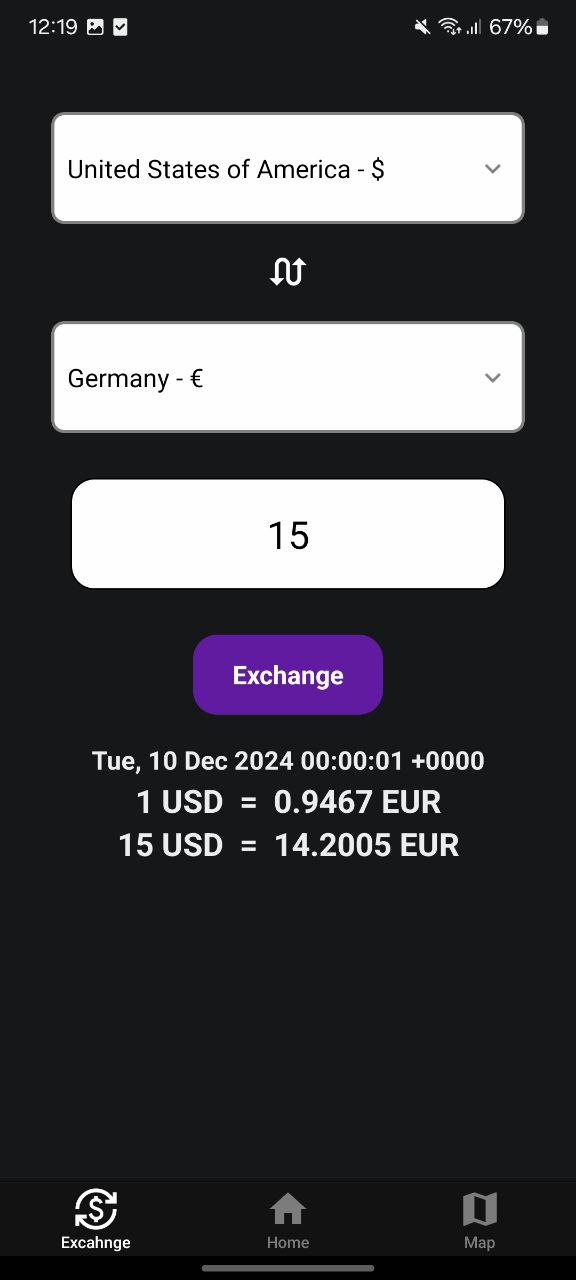 12:19 67%
United States of America - $
Germany - €
15
Exchange
Tue, 10 Dec 2024 00:00:01 +0000
1 USD = 0.9467 EUR
15 USD = 14.2005 EUR
Excahnge Home Map